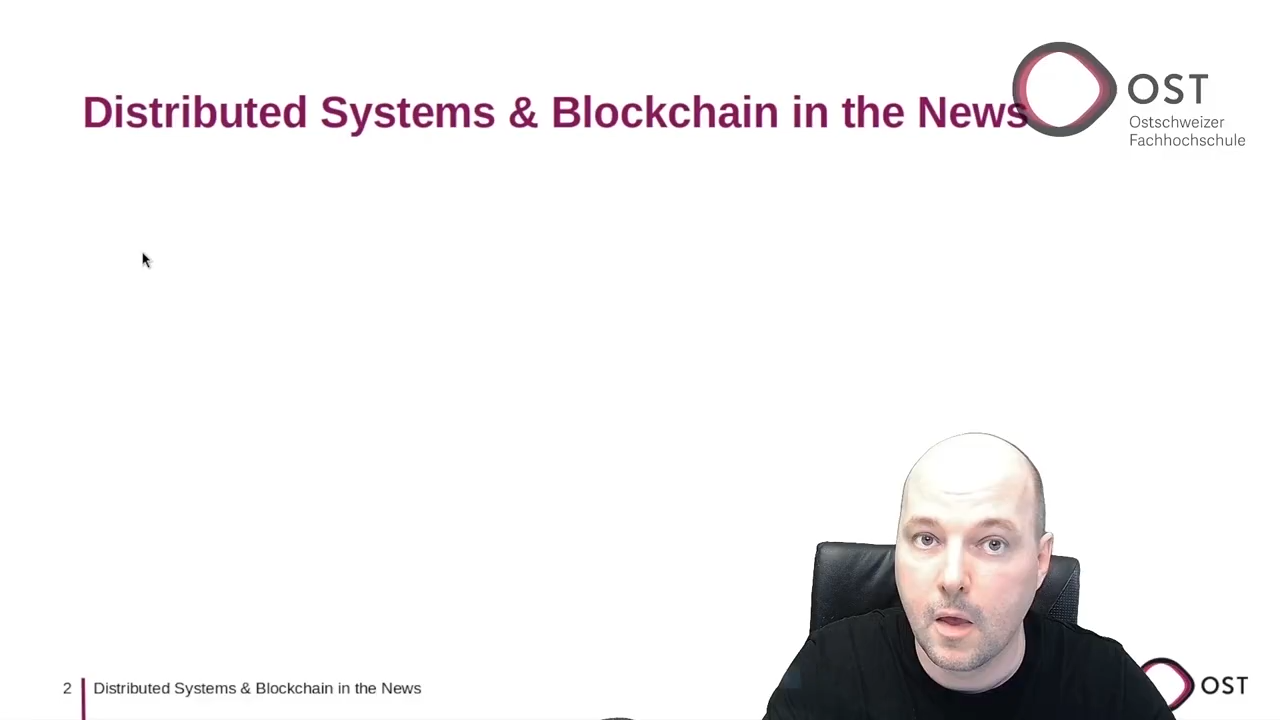 Distributed Systems & Blockchain in the News
OST
Ostschweizer
Fachhochschule
2
Distributed Systems & Blockchain in the News
OST